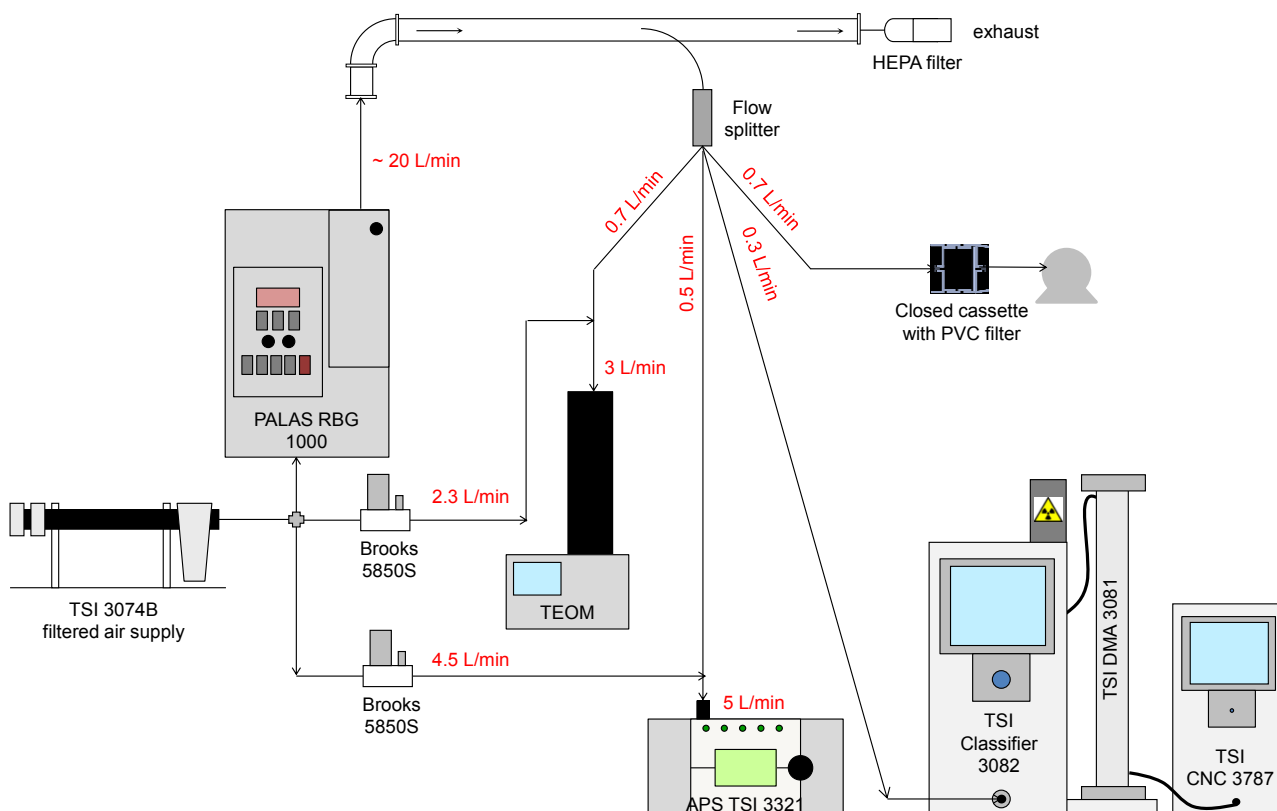 exhaust
HEPA filter
Flow
splitter
~ 20 L/min
0.7 L/min
0.5 L/min
0.3 L/min
0.7 L/min
Closed cassette
with PVC filter
3 L/min
PALAS RBG
1000
2.3 L/min
Brooks
5850S
TEOM
TSI 3074B
filtered air supply
4.5 L/min
Brooks
5850S
5 L/min
APS TSI 3321
TSI
Classifier
3082
TSI DMA 3081
TSI
CNC 3787